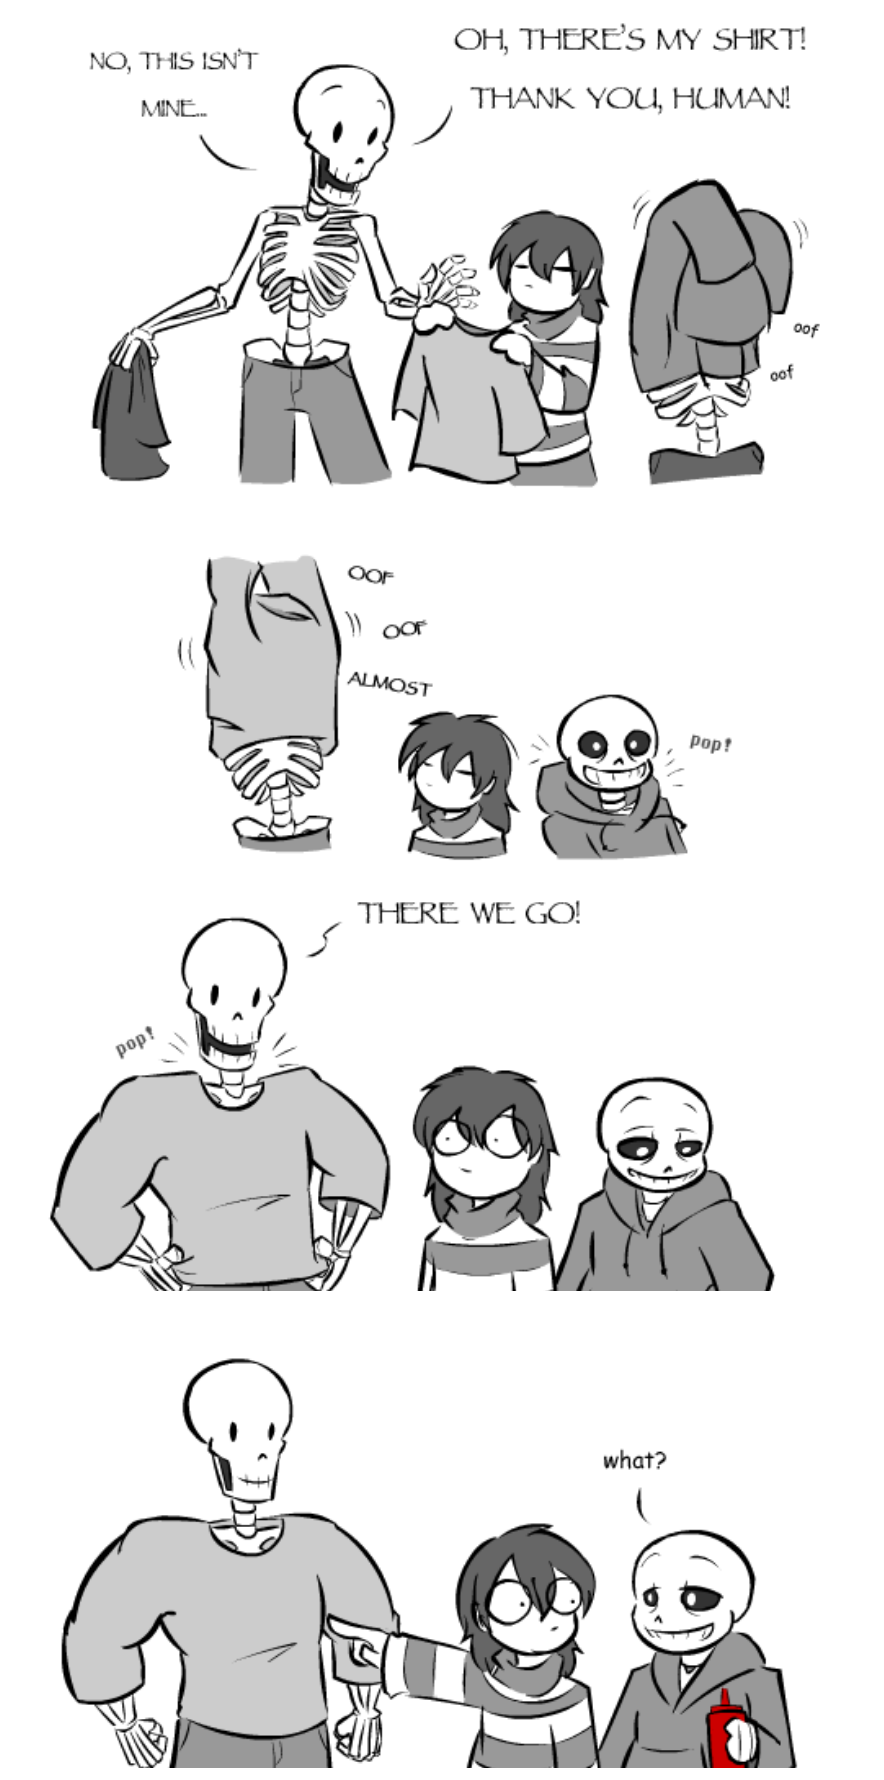 NO, THIS ISN'T
MINE...
OH, THERE'S MY SHIRT!
THANK YOU, HUMAN!
oof
oof
OOF
OOF
ALMOST
pop!
THERE WE GO!
pop!
what?